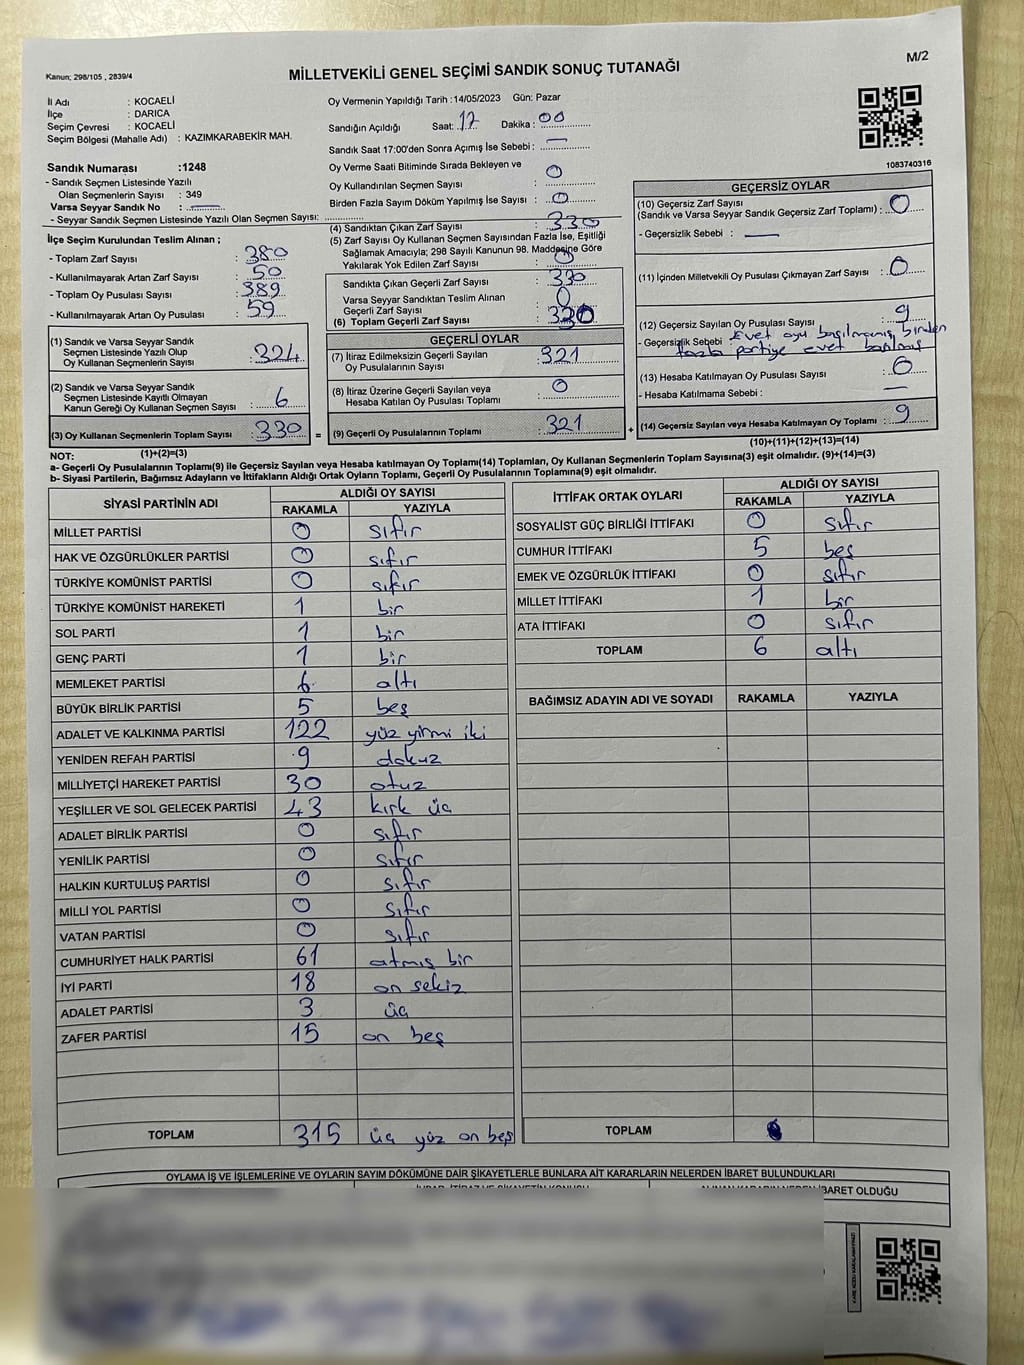 Kanun; 298/105 , 2839/4
MİLLETVEKİLİ GENEL SEÇİMİ SANDIK SONUÇ TUTANAĞI
M/2
İl Adı : KOCAELİ
İlçe : DARICA
Seçim Çevresi : KOCAELİ
Seçim Bölgesi (Mahalle Adı) : KAZIMKARABEKİR MAH.
Sandık Numarası :1248
- Sandık Seçmen Listesinde Yazılı
Olan Seçmenlerin Sayısı : 349
Varsa Seyyar Sandık No : —
- Seyyar Sandık Seçmen Listesinde Yazılı Olan Seçmen Sayısı:
Oy Vermenin Yapıldığı Tarih :14/05/2023 Gün: Pazar
Sandığın Açıldığı Saat: 17 Dakika : 00
Sandık Saat 17:00'den Sonra Açımış İse Sebebi : —
Oy Verme Saati Bitiminde Sırada Bekleyen ve
Oy Kullandırılan Seçmen Sayısı : 0
Birden Fazla Sayım Döküm Yapılmış İse Sayısı : 0
1083740316
İlçe Seçim Kurulundan Teslim Alınan ;
- Toplam Zarf Sayısı : 380
- Kullanılmayarak Artan Zarf Sayısı : 50
- Toplam Oy Pusulası Sayısı : 389
- Kullanılmayarak Artan Oy Pusulası : 59
(4) Sandıktan Çıkan Zarf Sayısı : 330
(5) Zarf Sayısı Oy Kullanan Seçmen Sayısından Fazla İse, Eşitliği
Sağlamak Amacıyla; 298 Sayılı Kanunun 98. Maddesine Göre
Yakılarak Yok Edilen Zarf Sayısı : 0
Sandıkta Çıkan Geçerli Zarf Sayısı : 330
Varsa Seyyar Sandıktan Teslim Alınan
Geçerli Zarf Sayısı : 0
(6) Toplam Geçerli Zarf Sayısı : 330
GEÇERSİZ OYLAR
(10) Geçersiz Zarf Sayısı
(Sandık ve Varsa Seyyar Sandık Geçersiz Zarf Toplamı) : 0
- Geçersizlik Sebebi : —
(11) İçinden Milletvekili Oy Pusulası Çıkmayan Zarf Sayısı : 0
(12) Geçersiz Sayılan Oy Pusulası Sayısı : 9
- Geçersizlik Sebebi : Evet oyu basılmamış, birden
fazla partiye evet basılmış
(13) Hesaba Katılmayan Oy Pusulası Sayısı : 0
- Hesaba Katılmama Sebebi : —
(14) Geçersiz Sayılan veya Hesaba Katılmayan Oy Toplamı : 9
(10)+(11)+(12)+(13)=(14)
(1) Sandık ve Varsa Seyyar Sandık
Seçmen Listesinde Yazılı Olup
Oy Kullanan Seçmenlerin Sayısı : 324
(2) Sandık ve Varsa Seyyar Sandık
Seçmen Listesinde Kayıtlı Olmayan
Kanun Gereği Oy Kullanan Seçmen Sayısı : 6
(3) Oy Kullanan Seçmenlerin Toplam Sayısı : 330 =
GEÇERLİ OYLAR
(7) İtiraz Edilmeksizin Geçerli Sayılan
Oy Pusulalarının Sayısı : 321
(8) İtiraz Üzerine Geçerli Sayılan veya
Hesaba Katılan Oy Pusulası Toplamı : 0
(9) Geçerli Oy Pusulalarının Toplamı : 321 +
NOT: (1)+(2)=(3)
a- Geçerli Oy Pusulalarının Toplamı(9) ile Geçersiz Sayılan veya Hesaba katılmayan Oy Toplamı(14) Toplamları, Oy Kullanan Seçmenlerin Toplam Sayısına(3) eşit olmalıdır. (9)+(14)=(3)
b- Siyasi Partilerin, Bağımsız Adayların ve İttifakların Aldığı Ortak Oyların Toplamı, Geçerli Oy Pusulalarının Toplamına(9) eşit olmalıdır.
SİYASİ PARTİNİN ADI ALDIĞI OY SAYISI
RAKAMLA YAZIYLA
MİLLET PARTİSİ 0 sıfır
HAK VE ÖZGÜRLÜKLER PARTİSİ 0 sıfır
TÜRKİYE KOMÜNİST PARTİSİ 0 sıfır
TÜRKİYE KOMÜNİST HAREKETİ 1 bir
SOL PARTİ 1 bir
GENÇ PARTİ 1 bir
MEMLEKET PARTİSİ 6 altı
BÜYÜK BİRLİK PARTİSİ 5 beş
ADALET VE KALKINMA PARTİSİ 122 yüz yirmi iki
YENİDEN REFAH PARTİSİ 9 dokuz
MİLLİYETÇİ HAREKET PARTİSİ 30 otuz
YEŞİLLER VE SOL GELECEK PARTİSİ 43 kırk üç
ADALET BİRLİK PARTİSİ 0 sıfır
YENİLİK PARTİSİ 0 sıfır
HALKIN KURTULUŞ PARTİSİ 0 sıfır
MİLLİ YOL PARTİSİ 0 sıfır
VATAN PARTİSİ 0 sıfır
CUMHURİYET HALK PARTİSİ 61 atmış bir
İYİ PARTİ 18 on sekiz
ADALET PARTİSİ 3 üç
ZAFER PARTİSİ 15 on beş
TOPLAM 315 üç yüz on beş
İTTİFAK ORTAK OYLARI ALDIĞI OY SAYISI
RAKAMLA YAZIYLA
SOSYALİST GÜÇ BİRLİĞİ İTTİFAKI 0 sıfır
CUMHUR İTTİFAKI 5 beş
EMEK VE ÖZGÜRLÜK İTTİFAKI 0 sıfır
MİLLET İTTİFAKI 1 bir
ATA İTTİFAKI 0 sıfır
TOPLAM 6 altı
BAĞIMSIZ ADAYIN ADI VE SOYADI RAKAMLA YAZIYLA
TOPLAM
OYLAMA İŞ VE İŞLEMLERİNE VE OYLARIN SAYIM DÖKÜMÜNE DAİR ŞİKAYETLERLE BUNLARA AİT KARARLARIN NELERDEN İBARET BULUNDUKLARI
İBARET OLDUĞU